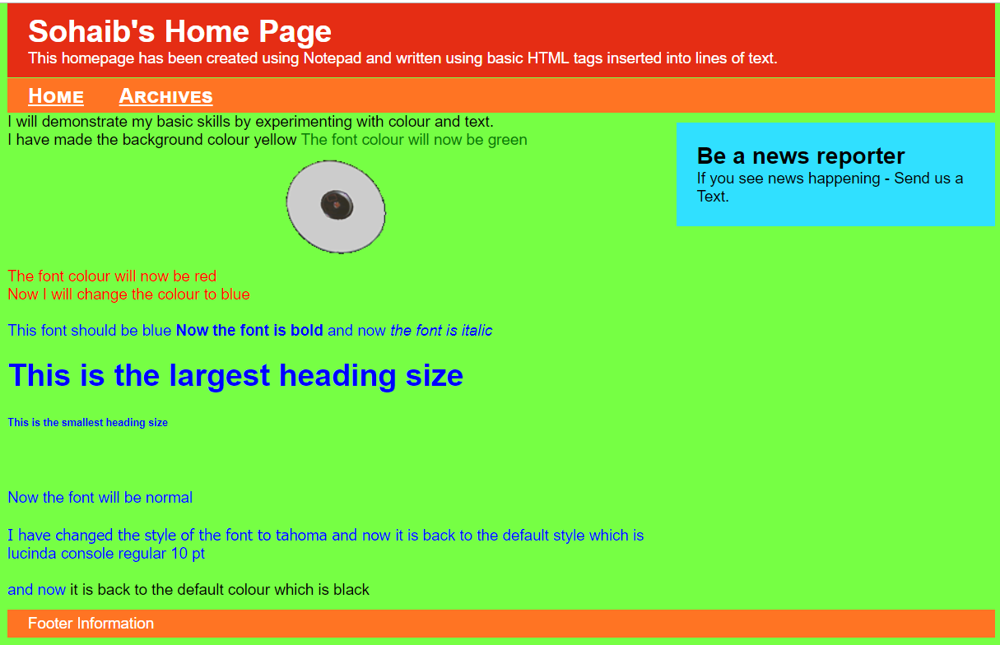 Sohaib's Home Page
This homepage has been created using Notepad and written using basic HTML tags inserted into lines of text.
Home Archives
I will demonstrate my basic skills by experimenting with colour and text.
I have made the background colour yellow The font colour will now be green
Be a news reporter
If you see news happening - Send us a
Text.
The font colour will now be red
Now I will change the colour to blue
This font should be blue Now the font is bold and now the font is italic
This is the largest heading size
This is the smallest heading size
Now the font will be normal
I have changed the style of the font to tahoma and now it is back to the default style which is
lucinda console regular 10 pt
and now it is back to the default colour which is black
Footer Information